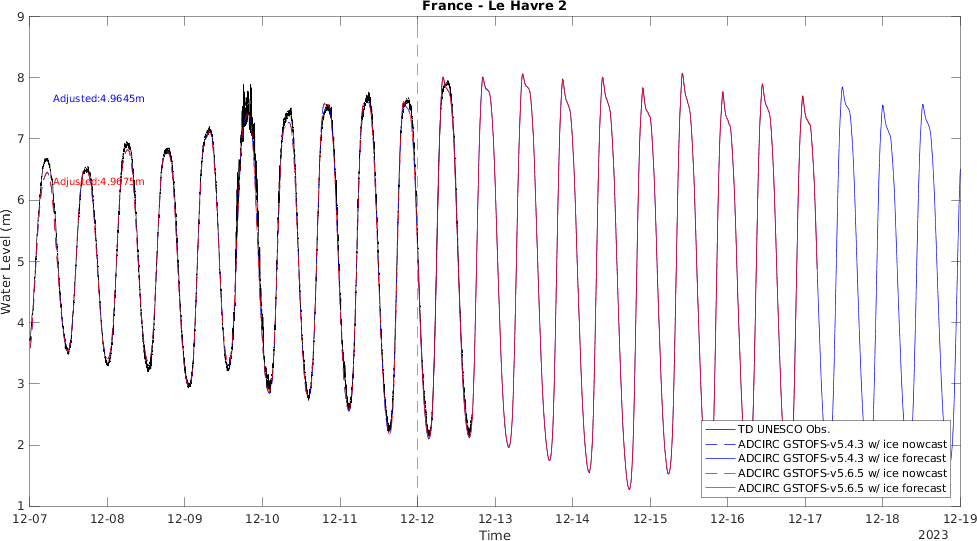 France - Le Havre 2
9
8
7
6
5
4
3
2
1
Water Level (m)
Adjusted:4.9645m
Adjusted:4.9675m
TD UNESCO Obs.
ADCIRC GSTOFS-v5.4.3 w/ ice nowcast
ADCIRC GSTOFS-v5.4.3 w/ ice forecast
ADCIRC GSTOFS-v5.6.5 w/ ice nowcast
ADCIRC GSTOFS-v5.6.5 w/ ice forecast
12-07 12-08 12-09 12-10 12-11 12-12 12-13 12-14 12-15 12-16 12-17 12-18 12-19
Time
2023